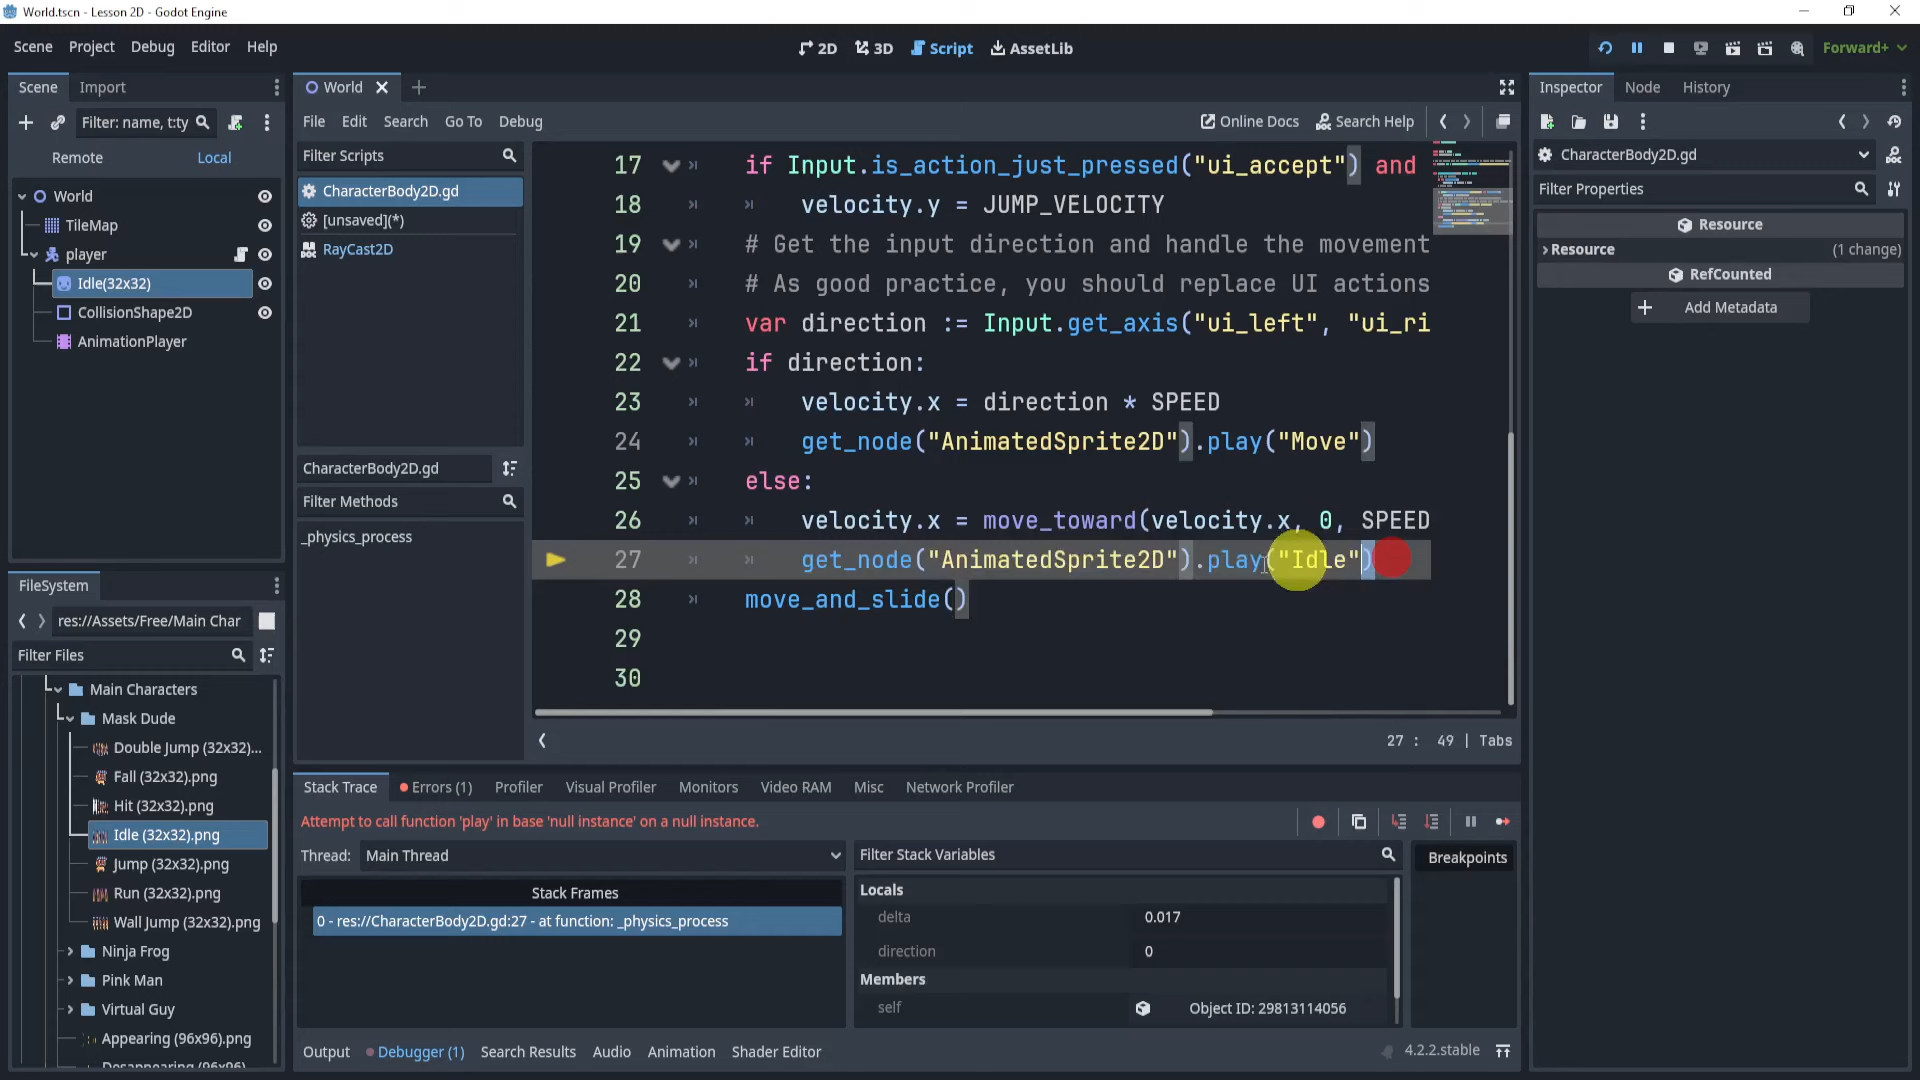 World.tscn - Lesson 2D - Godot Engine
Scene Project Debug Editor Help
2D 3D Script AssetLib
Forward+
Scene Import
Filter: name, t:ty
Remote Local
World
TileMap
player
Idle(32x32)
CollisionShape2D
AnimationPlayer
FileSystem
res://Assets/Free/Main Char
Filter Files
Main Characters
Mask Dude
Double Jump (32x32)...
Fall (32x32).png
Hit (32x32).png
Idle (32x32).png
Jump (32x32).png
Run (32x32).png
Wall Jump (32x32).png
Ninja Frog
Pink Man
Virtual Guy
Appearing (96x96).png
World
File Edit Search Go To Debug
Online Docs Search Help
Filter Scripts
CharacterBody2D.gd
[unsaved](*)
RayCast2D
CharacterBody2D.gd
Filter Methods
_physics_process
17 if Input.is_action_just_pressed("ui_accept") and
18 velocity.y = JUMP_VELOCITY
19 # Get the input direction and handle the movement
20 # As good practice, you should replace UI actions
21 var direction := Input.get_axis("ui_left", "ui_ri
22 if direction:
23 velocity.x = direction * SPEED
24 get_node("AnimatedSprite2D").play("Move")
25 else:
26 velocity.x = move_toward(velocity.x, 0, SPEED
27 get_node("AnimatedSprite2D").play("Idle")
28 move_and_slide()
29
30
27 : 49 | Tabs
Stack Trace Errors (1) Profiler Visual Profiler Monitors Video RAM Misc Network Profiler
Attempt to call function 'play' in base 'null instance' on a null instance.
Thread: Main Thread
Stack Frames
0 - res://CharacterBody2D.gd:27 - at function: _physics_process
Filter Stack Variables
Locals
delta 0.017
direction 0
Members
self Object ID: 29813114056
Breakpoints
Output Debugger (1) Search Results Audio Animation Shader Editor
4.2.2.stable
Inspector Node History
CharacterBody2D.gd
Filter Properties
Resource
Resource (1 change)
RefCounted
Add Metadata